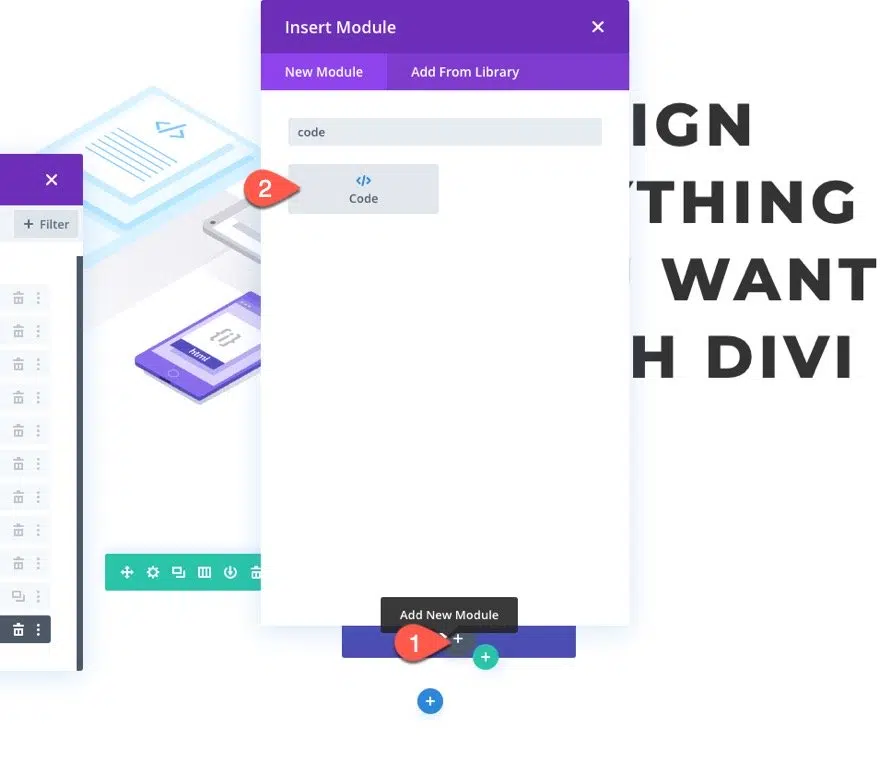 Insert Module
New Module
Add From Library
code
Code
2
+ Filter
IGN
THING
WANT
H DIVI
html
Add New Module
1